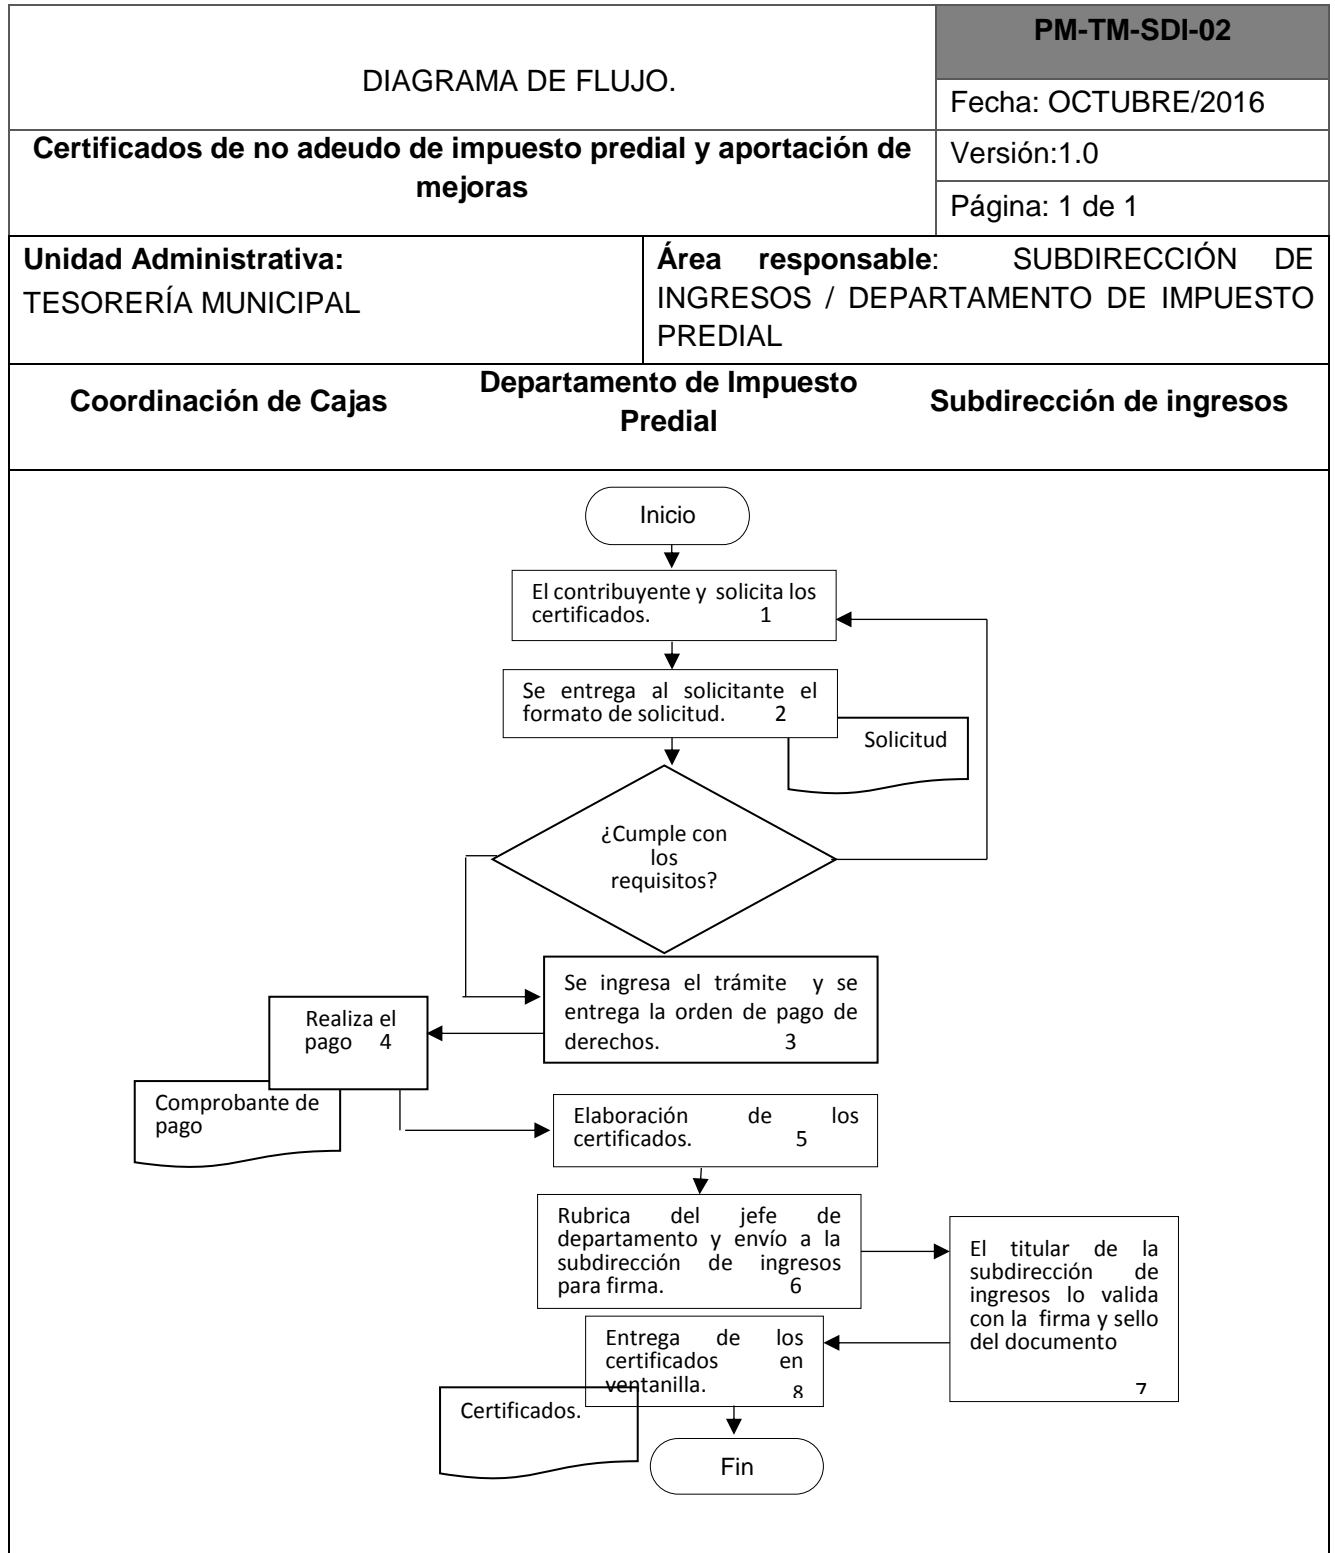 PM-TM-SDI-02
DIAGRAMA DE FLUJO.
Fecha: OCTUBRE/2016
Certificados de no adeudo de impuesto predial y aportación de
mejoras
Versión:1.0
Página: 1 de 1
Unidad Administrativa:
TESORERÍA MUNICIPAL
Área responsable: SUBDIRECCIÓN DE
INGRESOS / DEPARTAMENTO DE IMPUESTO
PREDIAL
Coordinación de Cajas
Departamento de Impuesto
Predial
Subdirección de ingresos
Inicio
El contribuyente y solicita los
certificados. 1
Se entrega al solicitante el
formato de solicitud. 2
Solicitud
¿Cumple con
los
requisitos?
Se ingresa el trámite y se
entrega la orden de pago de
derechos. 3
Realiza el
pago 4
Comprobante de
pago
Elaboración de los
certificados. 5
Rubrica del jefe de
departamento y envío a la
subdirección de ingresos
para firma. 6
El titular de la
subdirección de
ingresos lo valida
con la firma y sello
del documento
7
Entrega de los
certificados en
ventanilla. 8
Certificados.
Fin